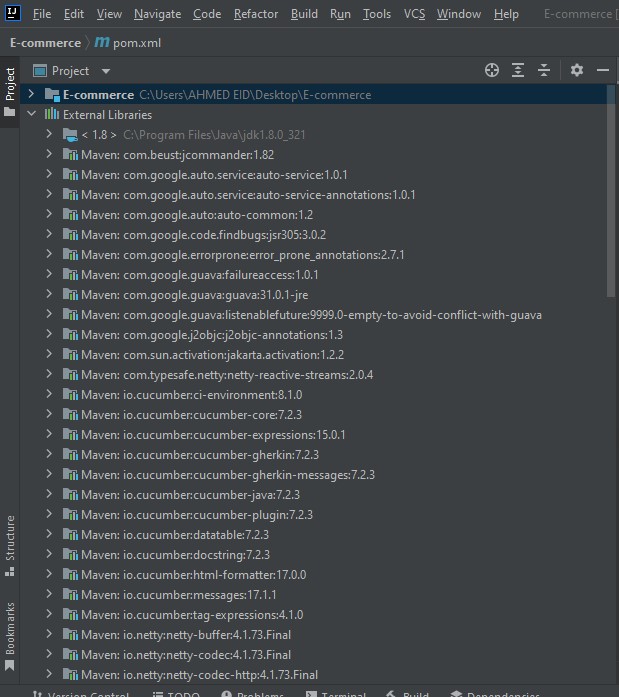 IJ File Edit View Navigate Code Refactor Build Run Tools VCS Window Help E-commerce [
E-commerce m pom.xml
Project
Project
E-commerce C:\Users\AHMED EID\Desktop\E-commerce
External Libraries
< 1.8 > C:\Program Files\Java\jdk1.8.0_321
Maven: com.beust:jcommander:1.82
Maven: com.google.auto.service:auto-service:1.0.1
Maven: com.google.auto.service:auto-service-annotations:1.0.1
Maven: com.google.auto:auto-common:1.2
Maven: com.google.code.findbugs:jsr305:3.0.2
Maven: com.google.errorprone:error_prone_annotations:2.7.1
Maven: com.google.guava:failureaccess:1.0.1
Maven: com.google.guava:guava:31.0.1-jre
Maven: com.google.guava:listenablefuture:9999.0-empty-to-avoid-conflict-with-guava
Maven: com.google.j2objc:j2objc-annotations:1.3
Maven: com.sun.activation:jakarta.activation:1.2.2
Maven: com.typesafe.netty:netty-reactive-streams:2.0.4
Maven: io.cucumber:ci-environment:8.1.0
Maven: io.cucumber:cucumber-core:7.2.3
Maven: io.cucumber:cucumber-expressions:15.0.1
Maven: io.cucumber:cucumber-gherkin:7.2.3
Maven: io.cucumber:cucumber-gherkin-messages:7.2.3
Maven: io.cucumber:cucumber-java:7.2.3
Maven: io.cucumber:cucumber-plugin:7.2.3
Maven: io.cucumber:datatable:7.2.3
Maven: io.cucumber:docstring:7.2.3
Maven: io.cucumber:html-formatter:17.0.0
Maven: io.cucumber:messages:17.1.1
Maven: io.cucumber:tag-expressions:4.1.0
Maven: io.netty:netty-buffer:4.1.73.Final
Maven: io.netty:netty-codec:4.1.73.Final
Maven: io.netty:netty-codec-http:4.1.73.Final
Structure
Bookmarks
Version Control TODO Problems Terminal Build Dependencies